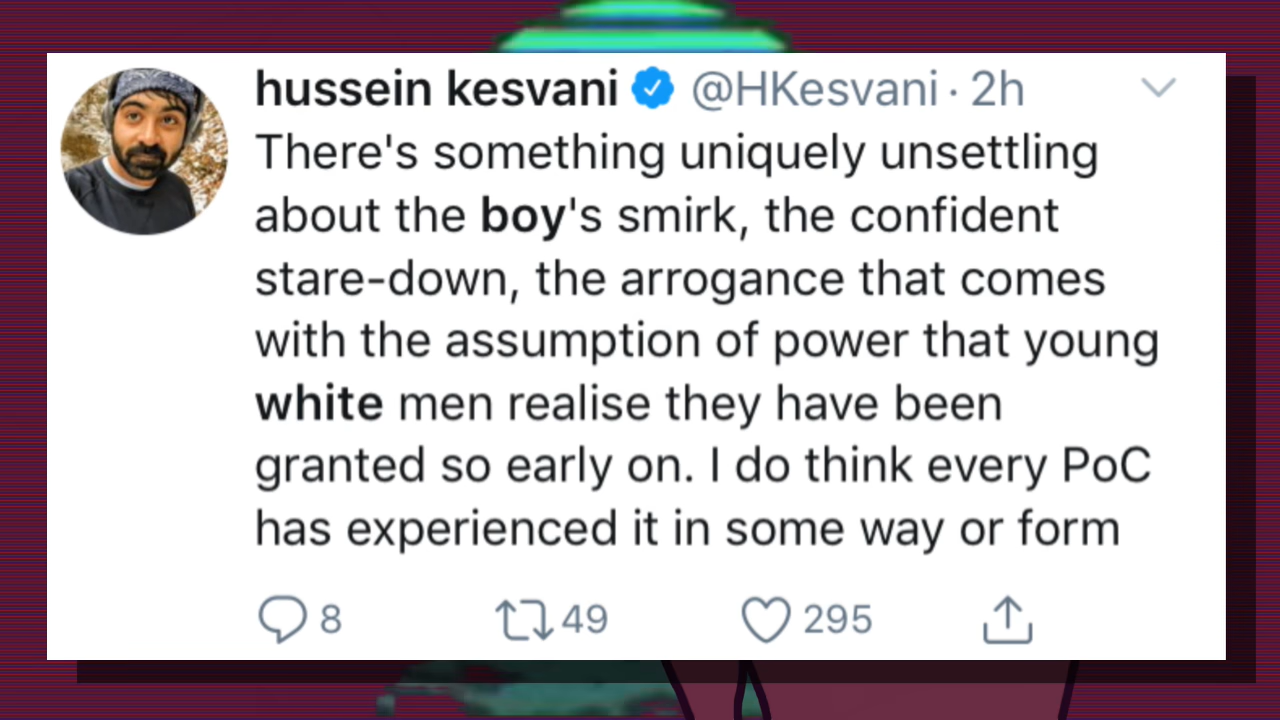 hussein kesvani @HKesvani · 2h
There's something uniquely unsettling
about the boy's smirk, the confident
stare-down, the arrogance that comes
with the assumption of power that young
white men realise they have been
granted so early on. I do think every PoC
has experienced it in some way or form
8 49 295